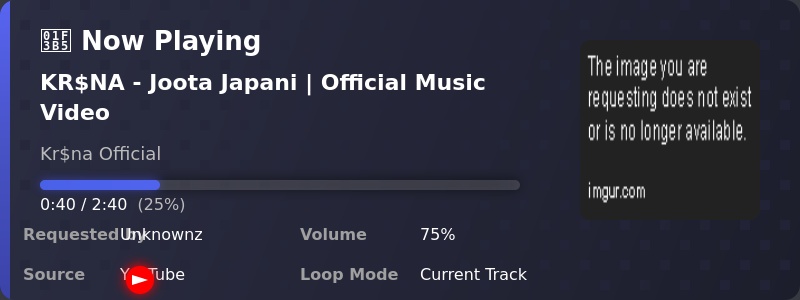 Now Playing
KR$NA - Joota Japani | Official Music
Video
Kr$na Official
0:40 / 2:40 (25%)
Requested by Unknownz Volume 75%
Source YouTube Loop Mode Current Track
The image you are
requesting does not exist
or is no longer available.
imgur.com